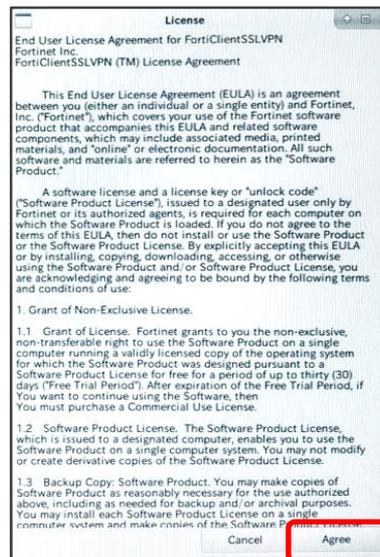 License
End User License Agreement for FortiClientSSLVPN
Fortinet Inc.
FortiClientSSLVPN (TM) License Agreement
This End User License Agreement (EULA) is an agreement
between you (either an individual or a single entity) and Fortinet,
Inc. ("Fortinet"), which covers your use of the Fortinet software
product that accompanies this EULA and related software
components, which may include associated media, printed
materials, and "online" or electronic documentation. All such
software and materials are referred to herein as the "Software
Product."
A software license and a license key or "unlock code"
("Software Product License"), issued to a designated user only by
Fortinet or its authorized agents, is required for each computer on
which the Software Product is loaded. If you do not agree to the
terms of this EULA, then do not install or use the Software Product
or the Software Product License. By explicitly accepting this EULA
or by installing, copying, downloading, accessing, or otherwise
using the Software Product and/or Software Product License, you
are acknowledging and agreeing to be bound by the following terms
and conditions of use:
1. Grant of Non-Exclusive License.
1.1 Grant of License. Fortinet grants to you the non-exclusive,
non-transferable right to use the Software Product on a single
computer running a validly licensed copy of the operating system
for which the Software Product was designed pursuant to a
Software Product License for free for a period of up to thirty (30)
days ("Free Trial Period"). After expiration of the Free Trial Period, if
You want to continue using the Software, then
You must purchase a Commercial Use License.
1.2 Software Product License. The Software Product License,
which is issued to a designated computer, enables you to use the
Software Product on a single computer system. You may not modify
or create derivative copies of the Software Product License.
1.3 Backup Copy: Software Product. You may make copies of
Software Product as reasonably necessary for the use authorized
above, including as needed for backup and/or archival purposes.
You may install each Software Product License on a single
computer system and make copies of the Software Product License
Cancel Agree